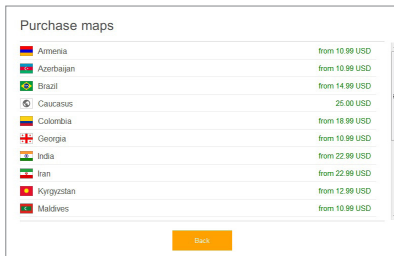 Purchase maps
Armenia from 10.99 USD
Azerbaijan from 10.99 USD
Brazil from 14.99 USD
Caucasus 25.00 USD
Colombia from 18.99 USD
Georgia from 10.99 USD
India from 22.99 USD
Iran from 22.99 USD
Kyrgyzstan from 12.99 USD
Maldives from 10.99 USD
Back